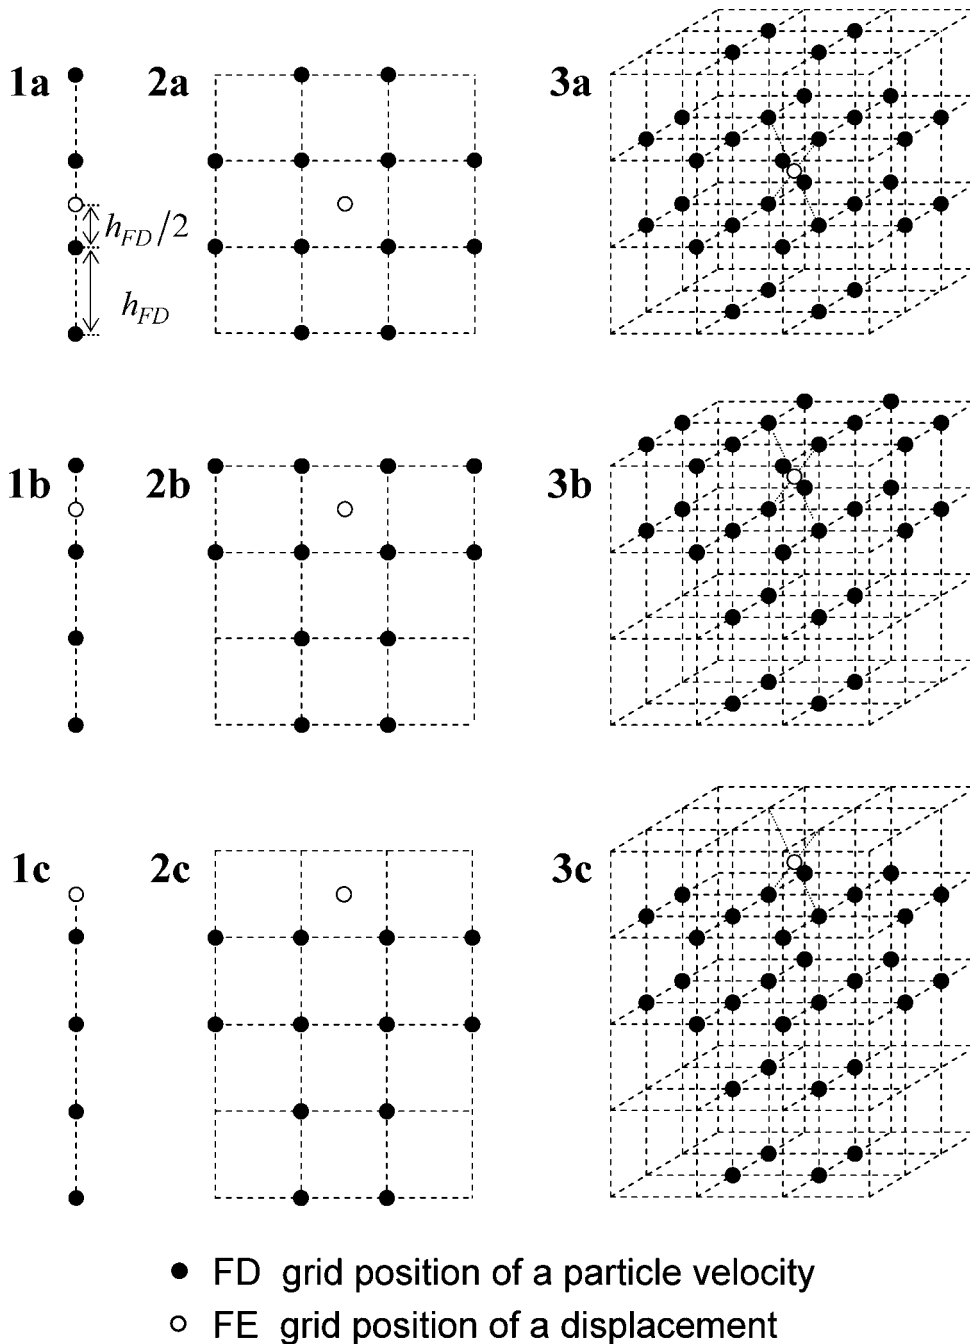 1a 2a 3a
h_FD/2
h_FD
1b 2b 3b
1c 2c 3c
● FD grid position of a particle velocity
○ FE grid position of a displacement